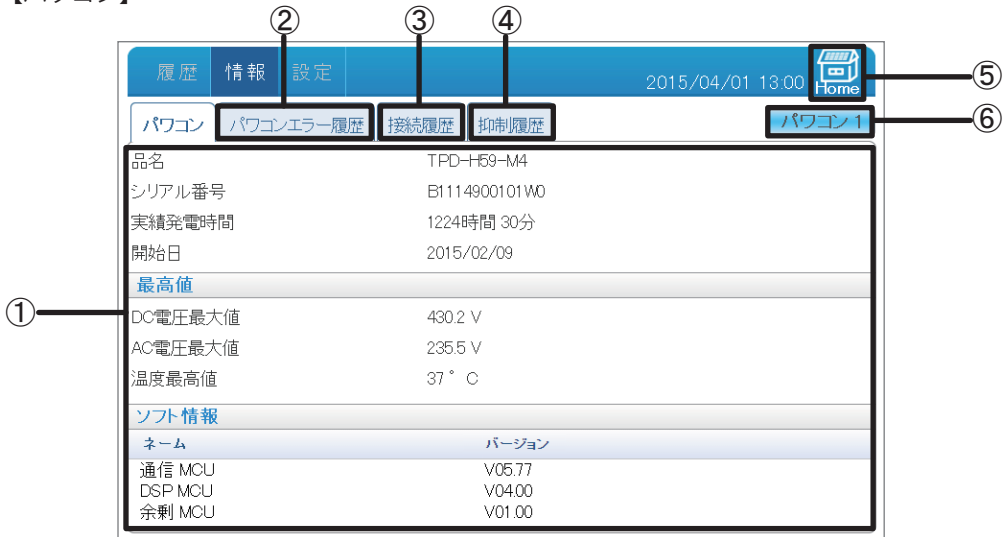 【パワコン】
② ③ ④
履歴 情報 設定
2015/04/01 13:00 Home ⑤
パワコン パワコンエラー履歴 接続履歴 抑制履歴 パワコン 1 ⑥
品名 TPD-H59-M4
シリアル番号 B1114900101W0
実績発電時間 1224時間 30分
開始日 2015/02/09
最高値
①
DC電圧最大値 430.2 V
AC電圧最大値 235.5 V
温度最高値 37°C
ソフト情報
ネーム バージョン
通信 MCU V05.77
DSP MCU V04.00
余剰 MCU V01.00